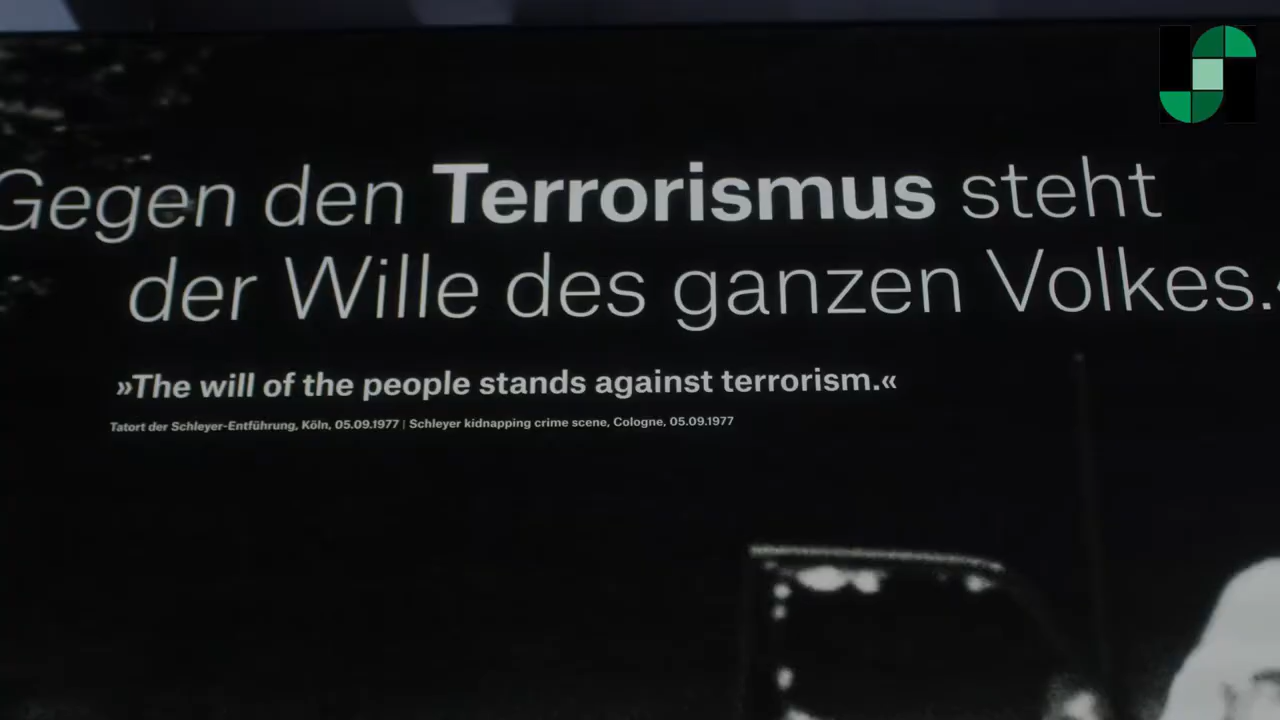 Gegen den Terrorismus steht
der Wille des ganzen Volkes.«
»The will of the people stands against terrorism.«
Tatort der Schleyer-Entführung, Köln, 05.09.1977 | Schleyer kidnapping crime scene, Cologne, 05.09.1977